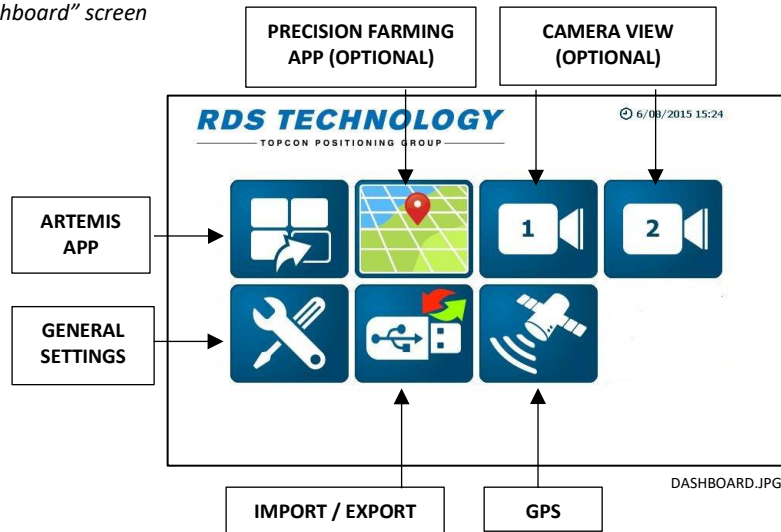 hboard” screen
PRECISION FARMING
APP (OPTIONAL)
CAMERA VIEW
(OPTIONAL)
RDS TECHNOLOGY
TOPCON POSITIONING GROUP
6/08/2015 15:24
ARTEMIS
APP
1
2
GENERAL
SETTINGS
DASHBOARD.JPG
IMPORT / EXPORT
GPS